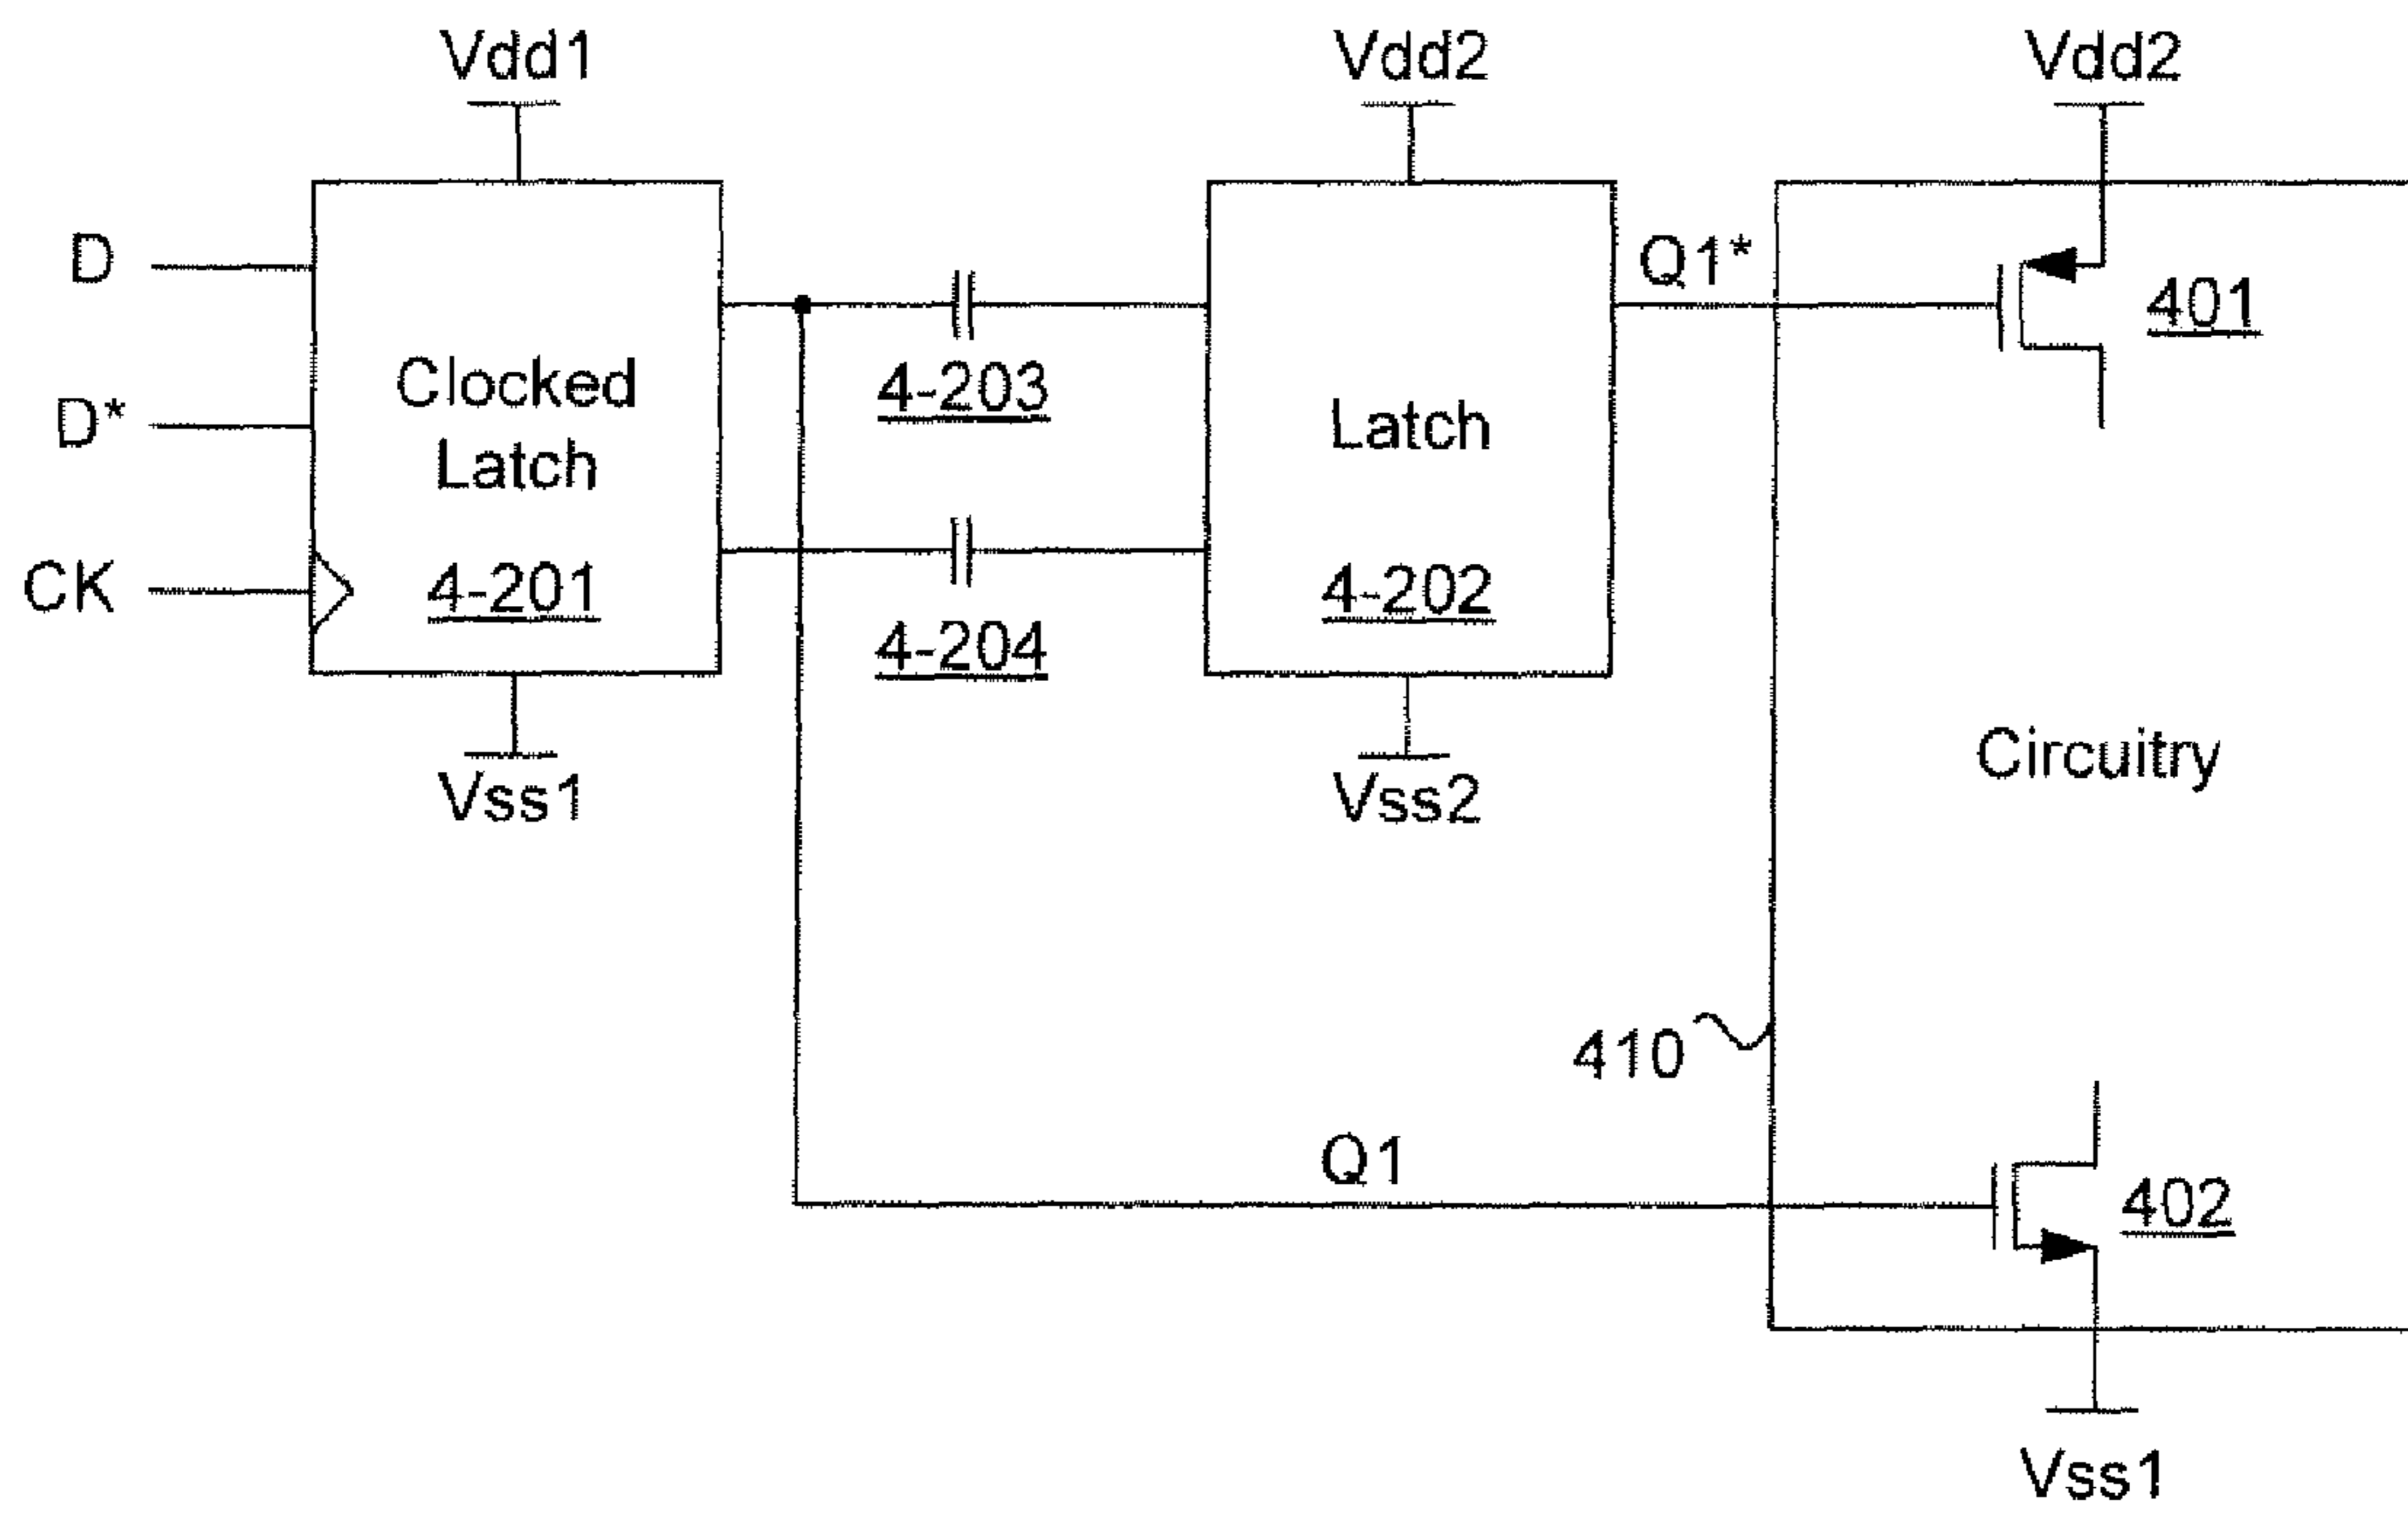 Vdd1
Vdd2
Vdd2
D
Q1*
401
Clocked
Latch
4-203
D*
Latch
CK
4-201
4-202
4-204
Vss1
Vss2
Circuitry
410
Q1
402
Vss1